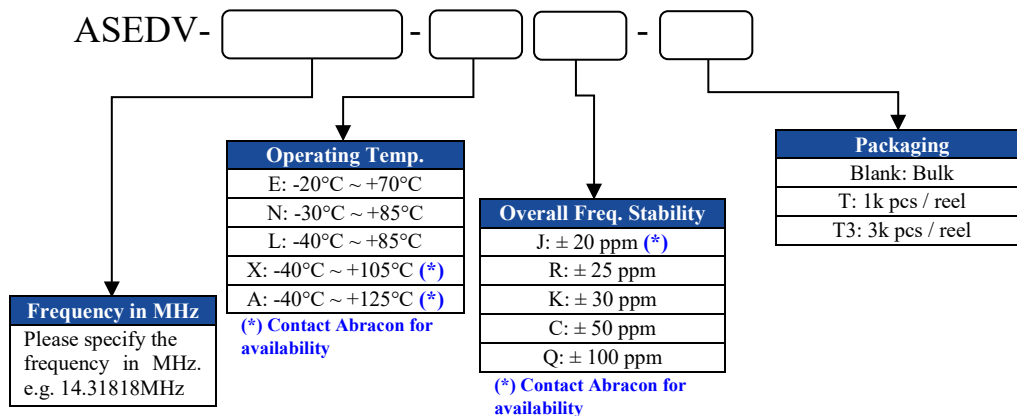 ASEDV- - -
Frequency in MHz
Please specify the
frequency in MHz.
e.g. 14.31818MHz
Operating Temp.
E: -20°C ~ +70°C
N: -30°C ~ +85°C
L: -40°C ~ +85°C
X: -40°C ~ +105°C (*)
A: -40°C ~ +125°C (*)
(*) Contact Abracon for
availability
Overall Freq. Stability
J: ± 20 ppm (*)
R: ± 25 ppm
K: ± 30 ppm
C: ± 50 ppm
Q: ± 100 ppm
(*) Contact Abracon for
availability
Packaging
Blank: Bulk
T: 1k pcs / reel
T3: 3k pcs / reel